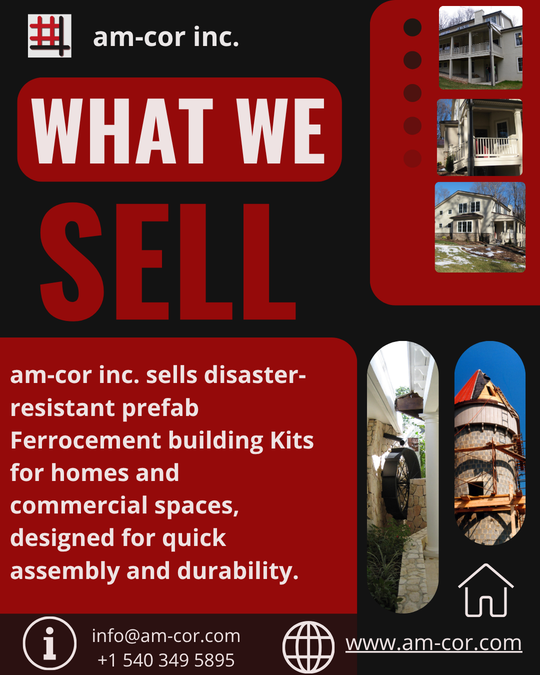 am-cor inc.
WHAT WE
SELL
am-cor inc. sells disaster-
resistant prefab
Ferrocement building Kits
for homes and
commercial spaces,
designed for quick
assembly and durability.
info@am-cor.com
+1 540 349 5895
www.am-cor.com